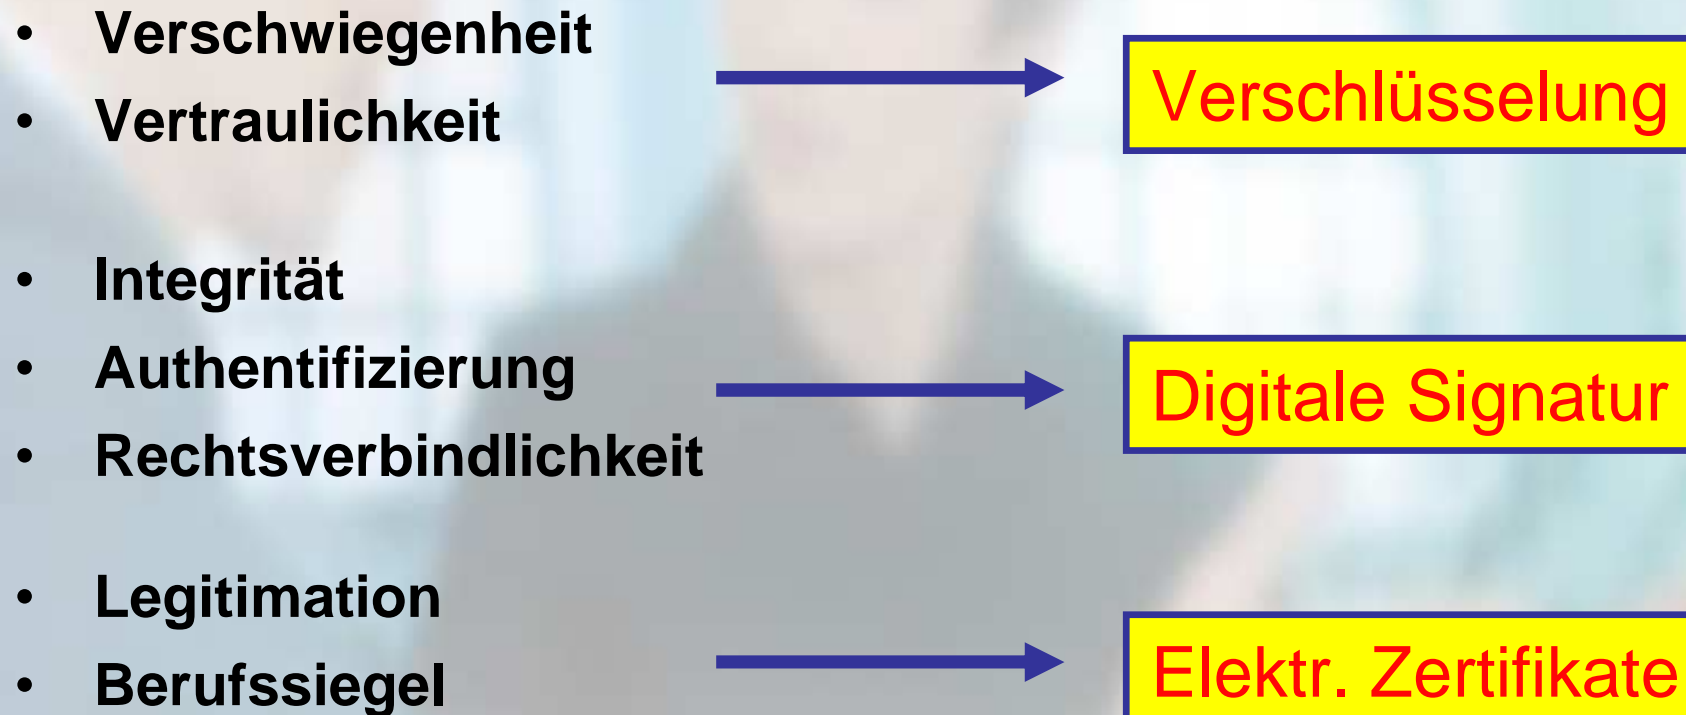 • Verschwiegenheit
• Vertraulichkeit
Verschlüsselung
• Integrität
• Authentifizierung
• Rechtsverbindlichkeit
Digitale Signatur
• Legitimation
• Berufssiegel
Elektr. Zertifikate